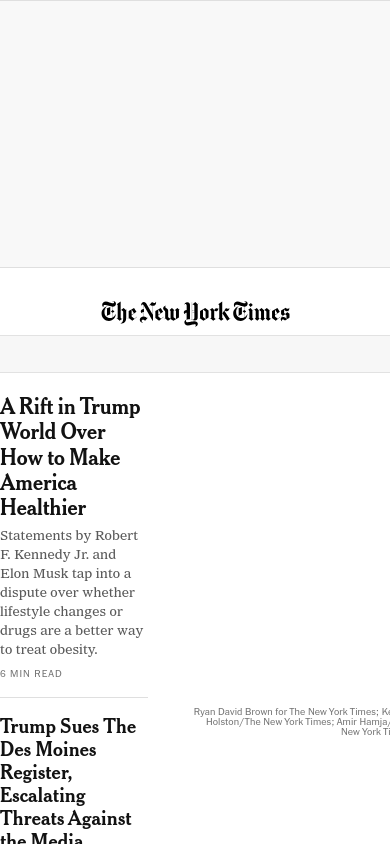 The New York Times
A Rift in Trump
World Over
How to Make
America
Healthier
Statements by Robert
F. Kennedy Jr. and
Elon Musk tap into a
dispute over whether
lifestyle changes or
drugs are a better way
to treat obesity.
6 MIN READ
Ryan David Brown for The New York Times; Ke
Holston/The New York Times; Amir Hamja/
New York Ti
Trump Sues The
Des Moines
Register,
Escalating
Threats Against
the Media